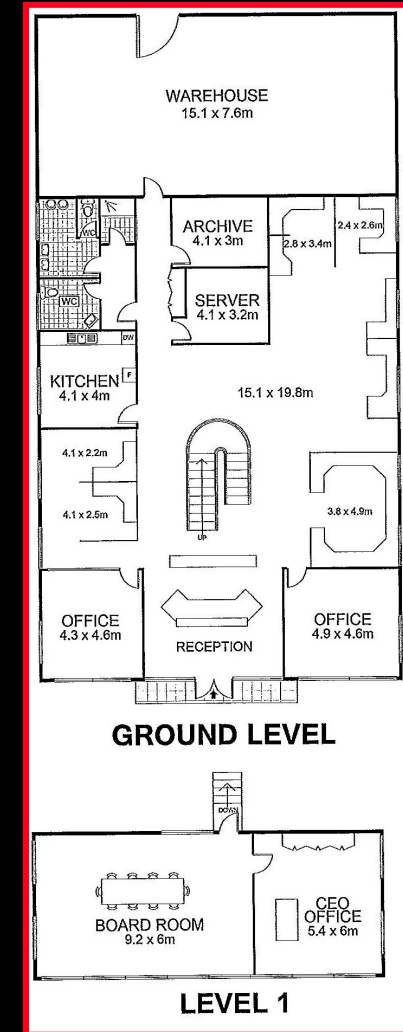 WAREHOUSE
15.1 x 7.6m
WC
ARCHIVE
4.1 x 3m
2.8 x 3.4m
2.4 x 2.6m
WC
SERVER
4.1 x 3.2m
DW
F
KITCHEN
4.1 x 4m
15.1 x 19.8m
4.1 x 2.2m
4.1 x 2.5m
UP
3.8 x 4.9m
OFFICE
4.3 x 4.6m
RECEPTION
OFFICE
4.9 x 4.6m
GROUND LEVEL
DOWN
BOARD ROOM
9.2 x 6m
CEO
OFFICE
5.4 x 6m
LEVEL 1